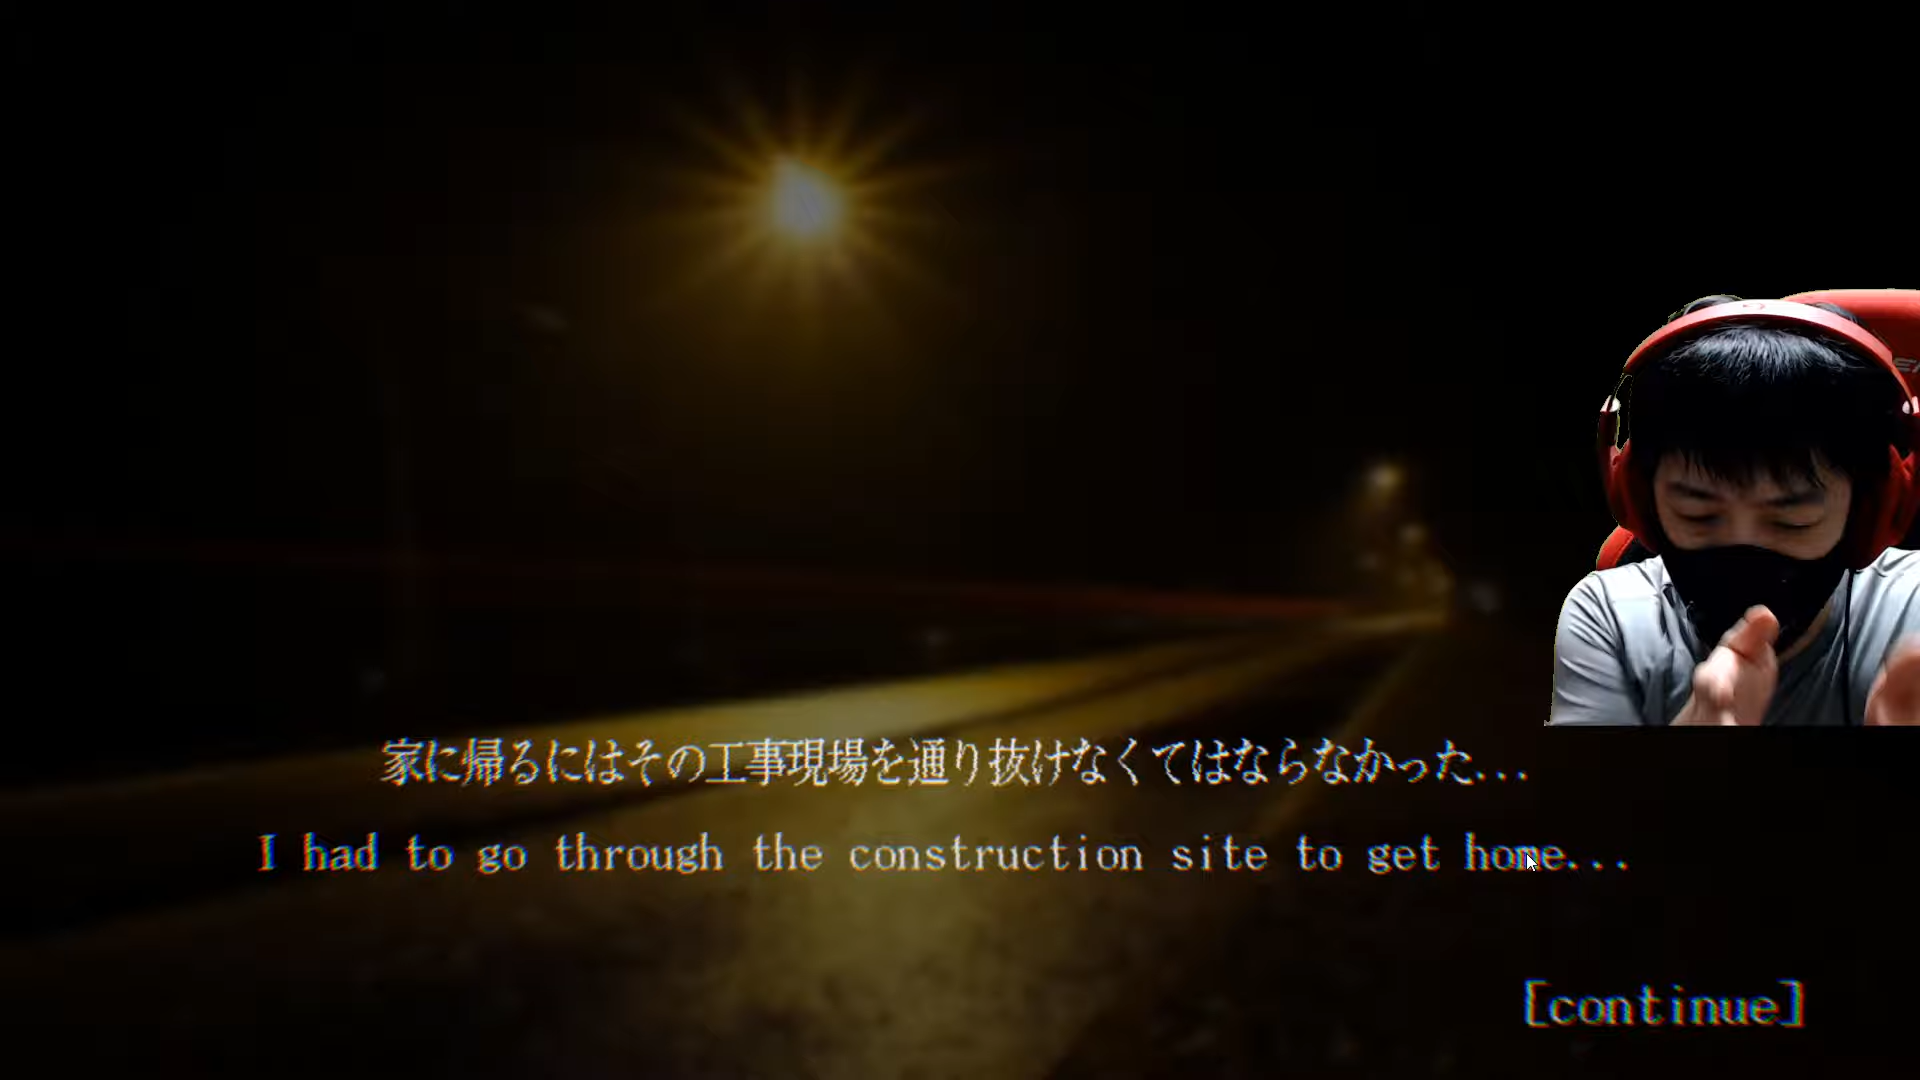 家に帰るにはその工事現場を通り抜けなくてはならなかった...
I had to go through the construction site to get home...
[continue]